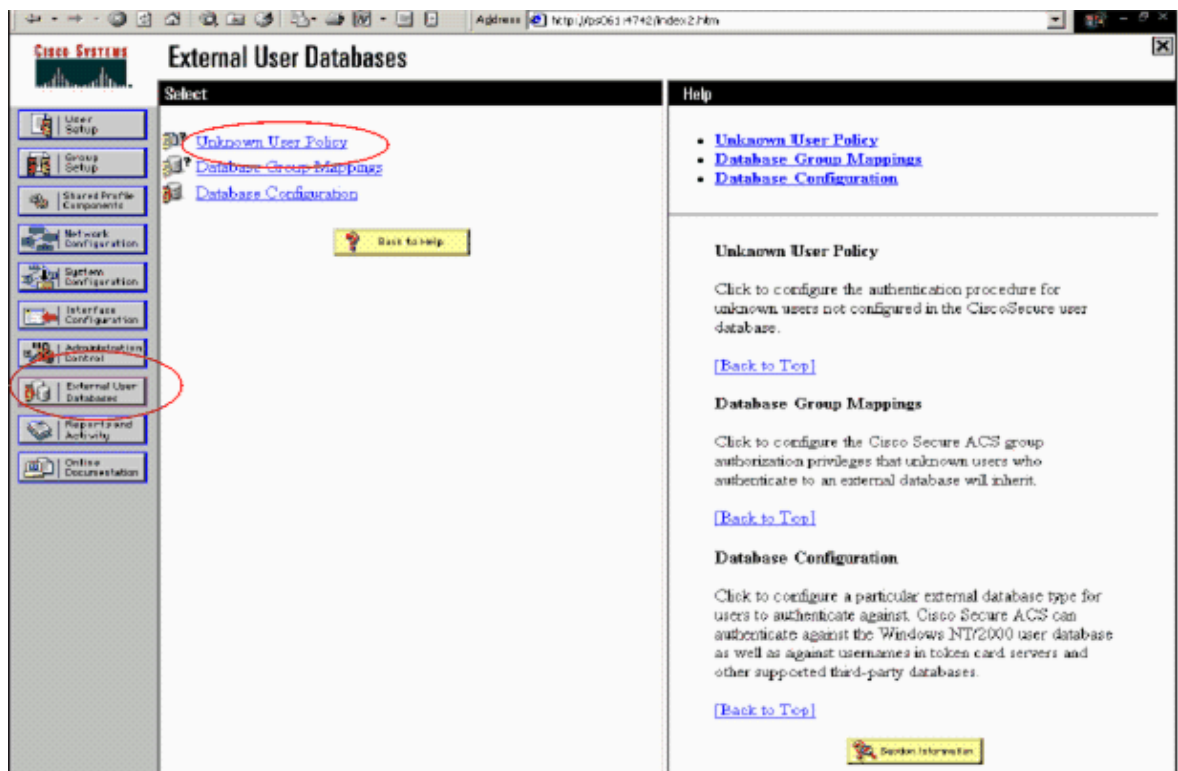 Address http://ps0614742/index2.htm
CISCO SYSTEMS
External User Databases
Select
Help
User
Setup
Group
Setup
Shared Profile
Components
Network
Configuration
System
Configuration
Interface
Configuration
Administration
Control
External User
Databases
Reports and
Activity
Online
Documentation
Unknown User Policy
Database Group Mappings
Database Configuration
Back to Help
• Unknown User Policy
• Database Group Mappings
• Database Configuration
Unknown User Policy
Click to configure the authentication procedure for
unknown users not configured in the CiscoSecure user
database.
[Back to Top]
Database Group Mappings
Click to configure the Cisco Secure ACS group
authorization privileges that unknown users who
authenticate to an external database will inherit.
[Back to Top]
Database Configuration
Click to configure a particular external database type for
users to authenticate against. Cisco Secure ACS can
authenticate against the Windows NT/2000 user database
as well as against usernames in token card servers and
other supported third-party databases.
[Back to Top]
Section Information